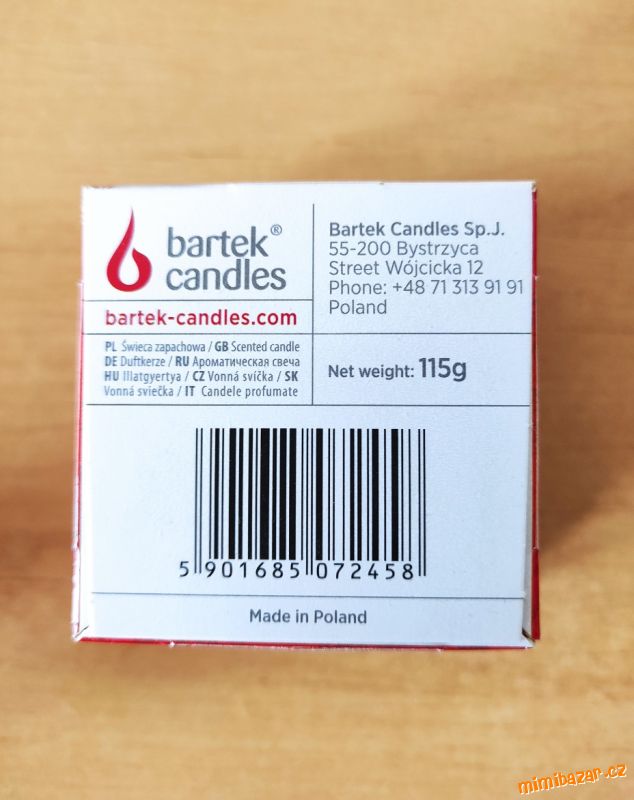 bartek®
candles
bartek-candles.com
Bartek Candles Sp.J.
55-200 Bystrzyca
Street Wójcicka 12
Phone: +48 71 313 91 91
Poland
PL Świeca zapachowa / GB Scented candle
DE Duftkerze / RU Ароматическая свеча
HU Illatgyertya / CZ Vonná svíčka / SK
Vonná sviečka / IT Candele profumate
Net weight: 115g
5 901685 072458
Made in Poland
mimibazar.cz